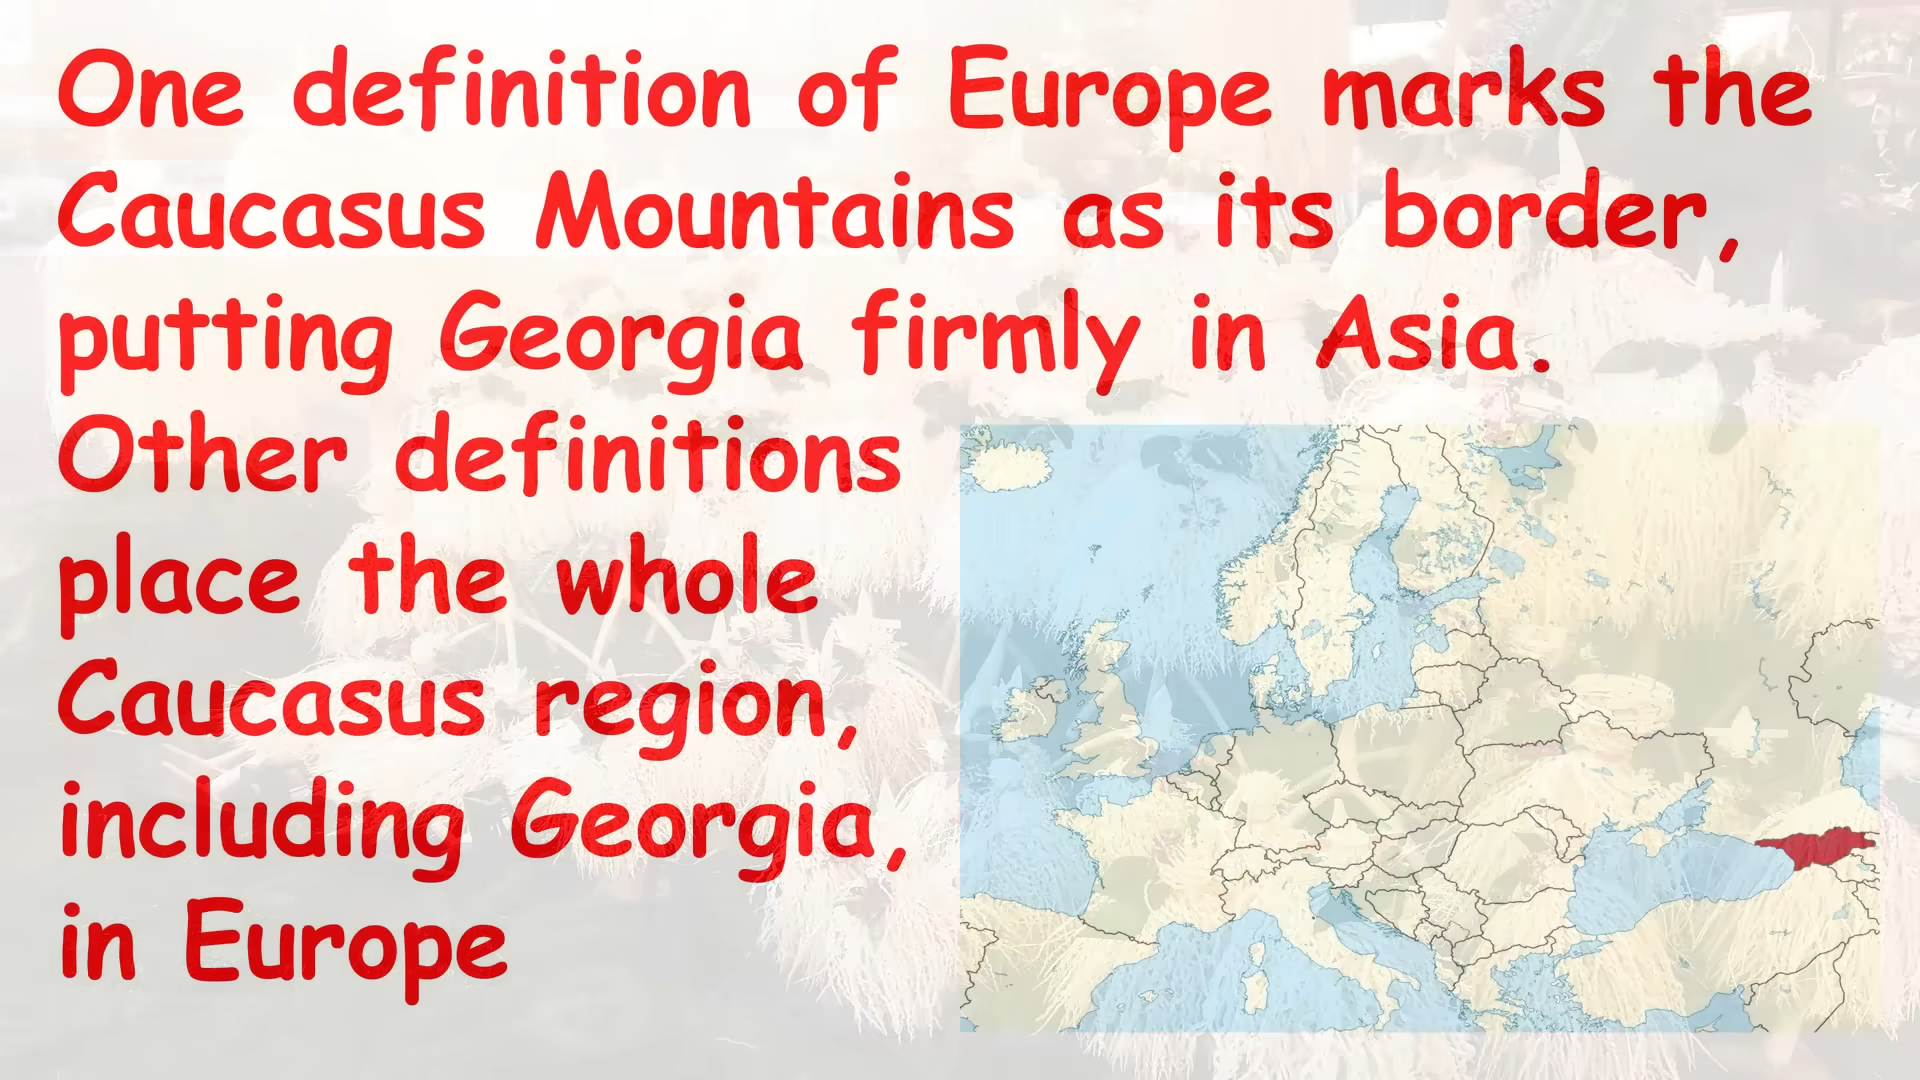 One definition of Europe marks the
Caucasus Mountains as its border,
putting Georgia firmly in Asia.
Other definitions
place the whole
Caucasus region,
including Georgia,
in Europe